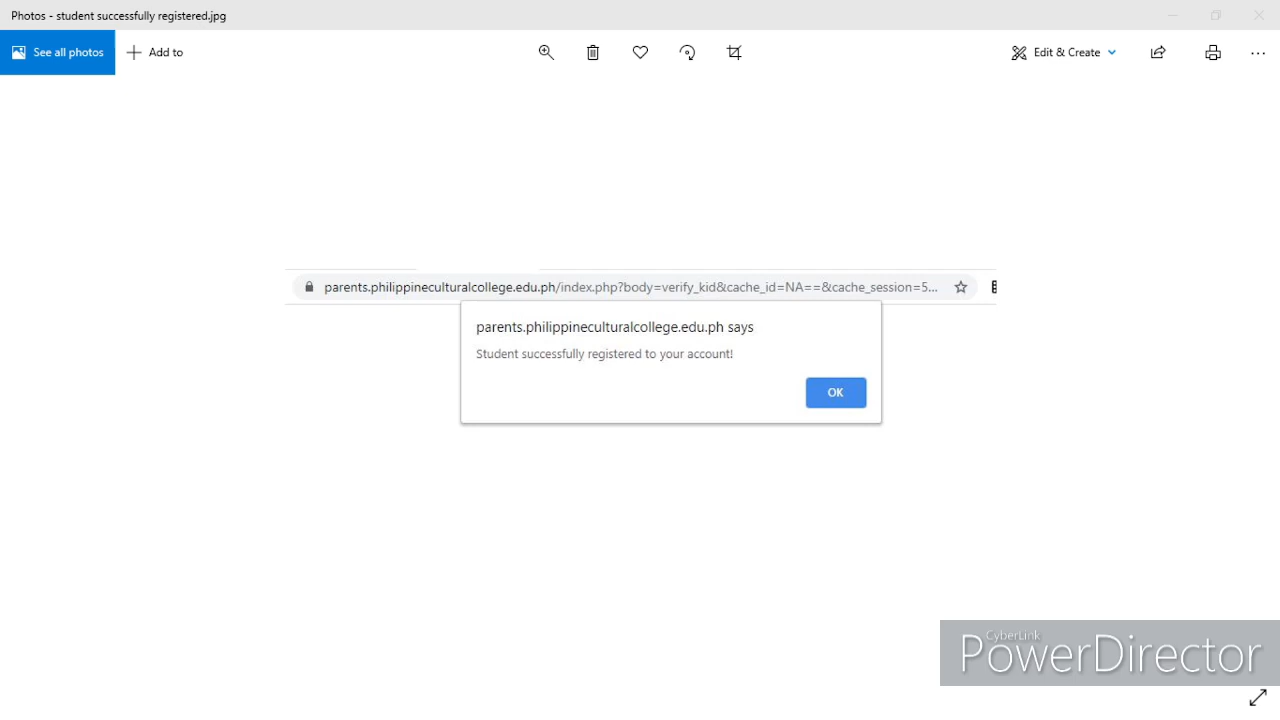 Photos - student successfully registered.jpg
See all photos
Add to
Edit & Create
parents.philippineculturalcollege.edu.ph/index.php?body=verify_kid&cache_id=NA==&cache_session=5...
parents.philippineculturalcollege.edu.ph says
Student successfully registered to your account!
OK
CyberLink
PowerDirector